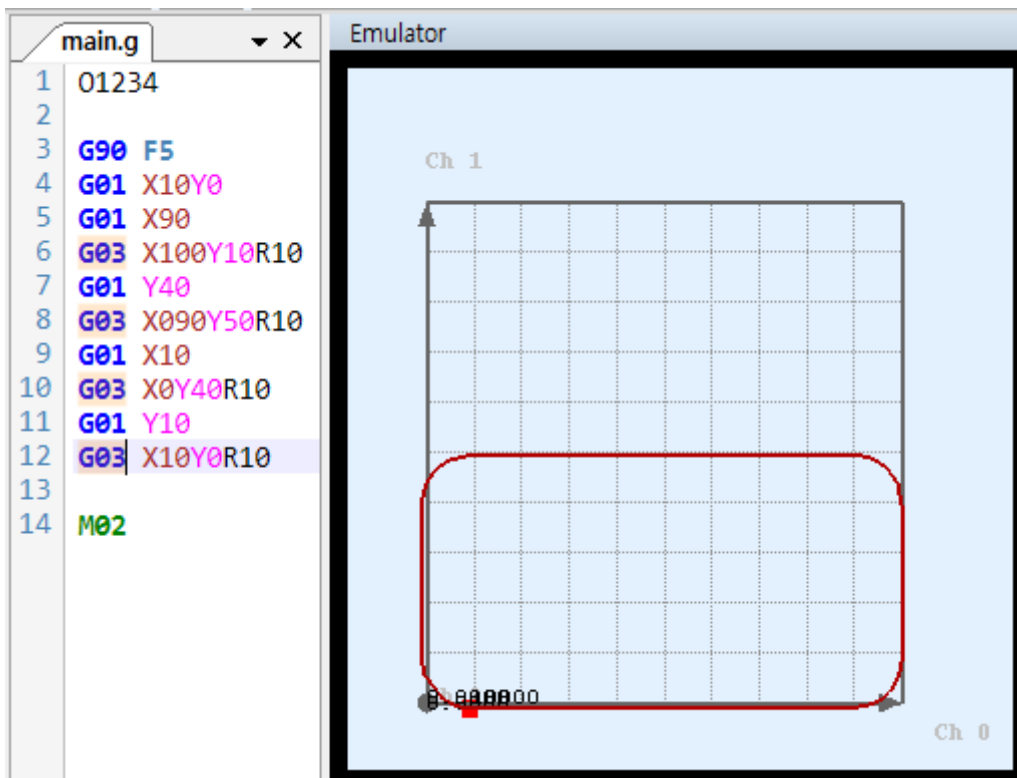 main.g
Emulator
1 O1234
2
3 G90 F5
4 G01 X10Y0
5 G01 X90
6 G03 X100Y10R10
7 G01 Y40
8 G03 X090Y50R10
9 G01 X10
10 G03 X0Y40R10
11 G01 Y10
12 G03 X10Y0R10
13
14 M02
Ch 1
Ch 0